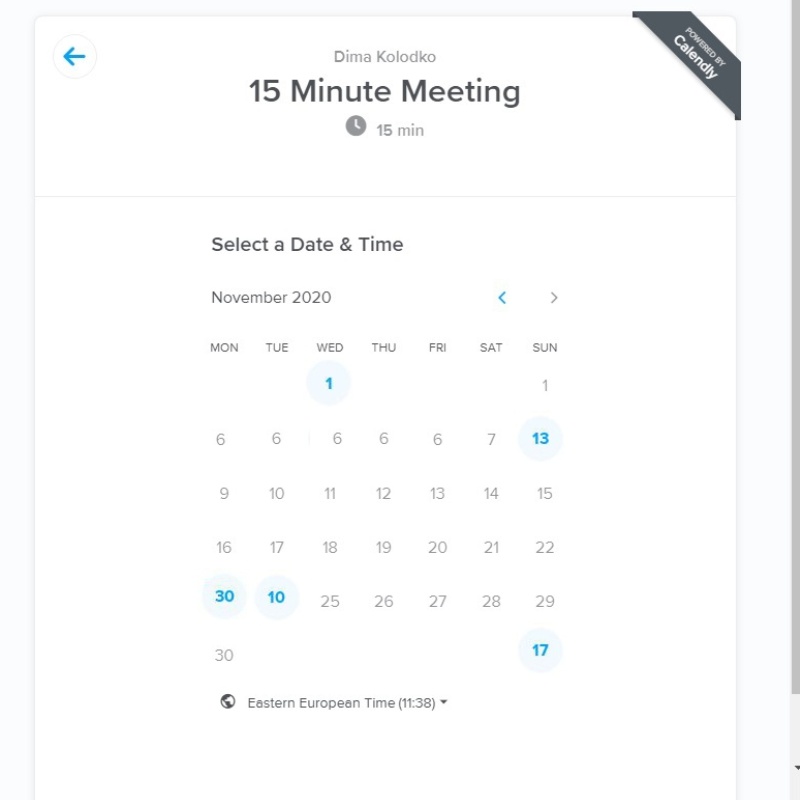 POWERED BY
Calendly
Dima Kolodko
15 Minute Meeting
15 min
Select a Date & Time
November 2020
MON TUE WED THU FRI SAT SUN
1 1
6 6 6 6 6 7 13
9 10 11 12 13 14 15
16 17 18 19 20 21 22
30 10 25 26 27 28 29
30 17
Eastern European Time (11:38)